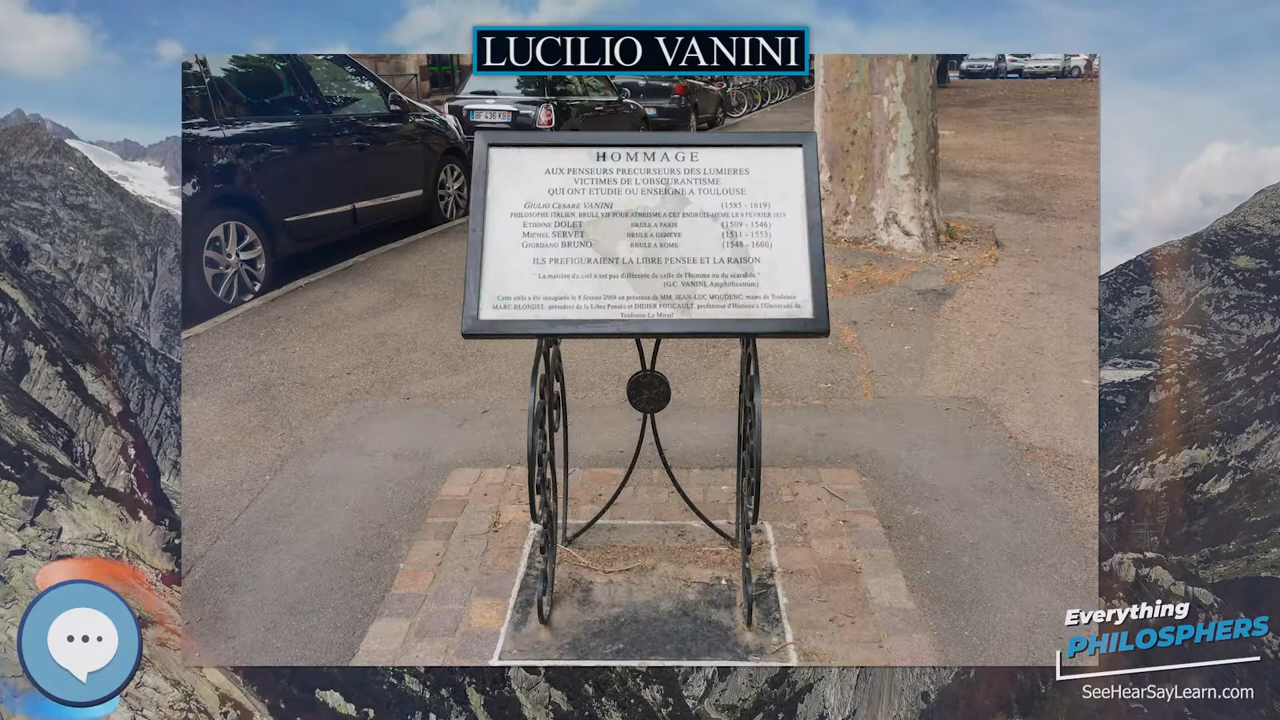 LUCILIO VANINI
BF 436 KB
HOMMAGE
AUX PENSEURS PRECURSEURS DES LUMIERES
VICTIMES DE L'OBSCURANTISME
QUI ONT ETUDIE OU ENSEIGNE A TOULOUSE
GIULIO CESARE VANINI (1585 - 1619)
PHILOSOPHE ITALIEN, BRULE VIF POUR ATHEISME A CET ENDROIT-MEME LE 9 FEVRIER 1619
ETIENNE DOLET BRULE A PARIS (1509 - 1546)
MICHEL SERVET BRULE A GENEVE (1511 - 1553)
GIORDANO BRUNO BRULE A ROME (1548 - 1600)
ILS PREFIGURAIENT LA LIBRE PENSEE ET LA RAISON
"La matière du ciel n'est pas différente de celle de l'homme ou du scarabée"
(G.C. VANINI, Amphitheatrum)
Cette stèle a été inaugurée le 8 février 2008 en présence de MM. JEAN-LUC MOUDENC, maire de Toulouse
MARC BLONDEL, président de la Libre Pensée et DIDIER FOUCAULT, professeur d'Histoire à l'Université de
Toulouse-Le Mirail
Everything
PHILOSPHERS
SeeHearSayLearn.com